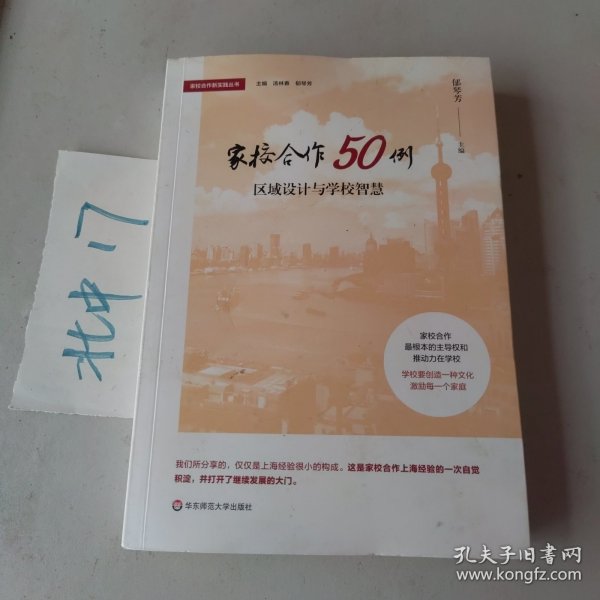 家校合作新实践丛书
主编 汤林春 郁琴芳
郁琴芳
主编
家校合作50例
区域设计与学校智慧
家校合作
最根本的主导权和
推动力在学校
学校要创造一种文化
激励每一个家庭
我们所分享的，仅仅是上海经验很小的构成。这是家校合作上海经验的一次自觉
积淀，并打开了继续发展的大门。
华东师范大学出版社
北中17
孔夫子旧书网
www.kongfz.com